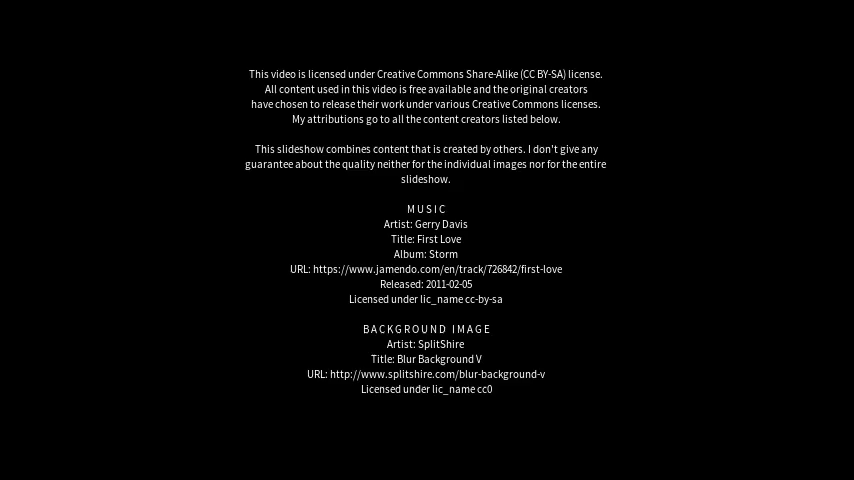 This video is licensed under Creative Commons Share-Alike (CC BY-SA) license.
All content used in this video is free available and the original creators
have chosen to release their work under various Creative Commons licenses.
My attributions go to all the content creators listed below.
This slideshow combines content that is created by others. I don't give any
guarantee about the quality neither for the individual images nor for the entire
slideshow.
MUSIC
Artist: Gerry Davis
Title: First Love
Album: Storm
URL: https://www.jamendo.com/en/track/726842/first-love
Released: 2011-02-05
Licensed under lic_name cc-by-sa
BACKGROUND IMAGE
Artist: SplitShire
Title: Blur Background V
URL: http://www.splitshire.com/blur-background-v
Licensed under lic_name cc0